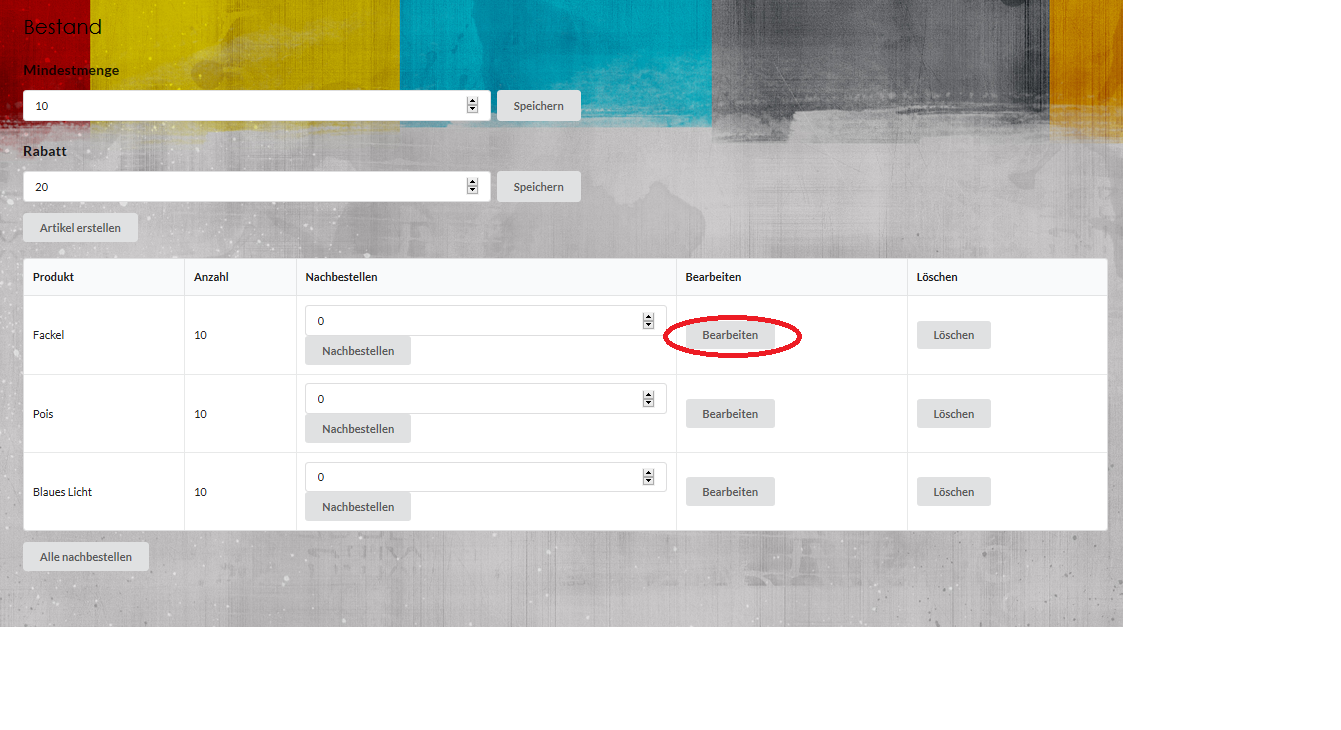 Bestand
Mindestmenge
10 Speichern
Rabatt
20 Speichern
Artikel erstellen
Produkt Anzahl Nachbestellen Bearbeiten Löschen
Fackel 10 0 Nachbestellen Bearbeiten Löschen
Pois 10 0 Nachbestellen Bearbeiten Löschen
Blaues Licht 10 0 Nachbestellen Bearbeiten Löschen
Alle nachbestellen